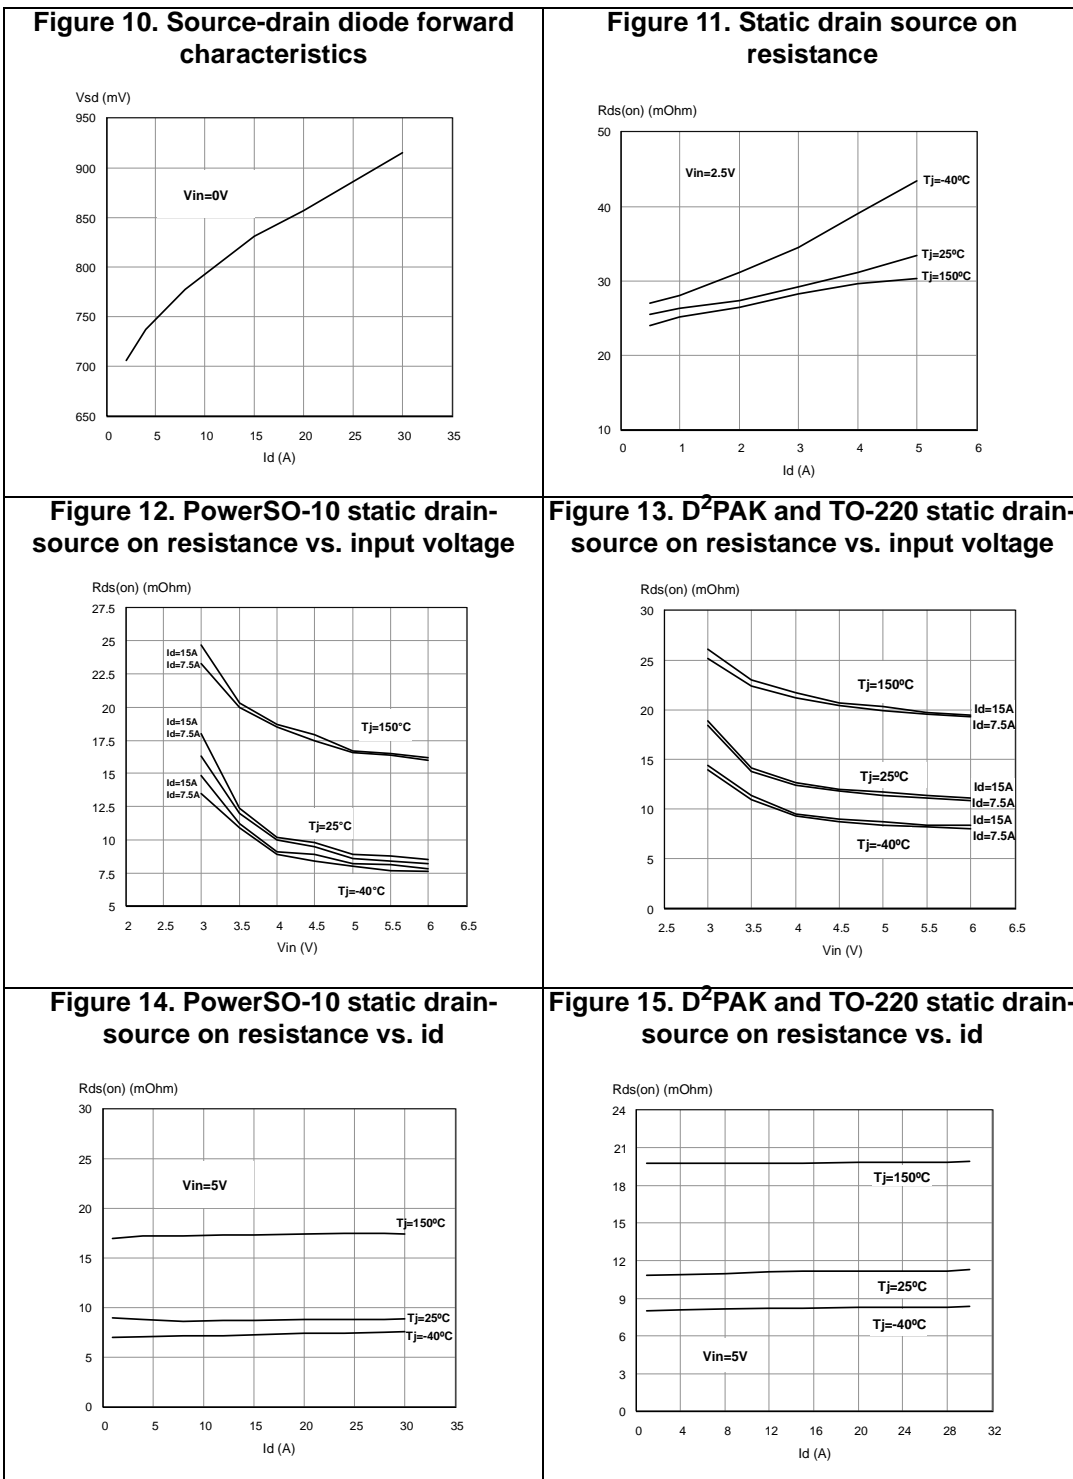 Figure 10. Source-drain diode forward
characteristics
Vsd (mV)
950
900
850
800
750
700
650
Vin=0V
0 5 10 15 20 25 30 35
Id (A)
Figure 11. Static drain source on
resistance
Rds(on) (mOhm)
50
40
30
20
10
Vin=2.5V
Tj=-40ºC
Tj=25ºC
Tj=150ºC
0 1 2 3 4 5 6
Id (A)
Figure 12. PowerSO-10 static drain-
source on resistance vs. input voltage
Rds(on) (mOhm)
27.5
25
22.5
20
17.5
15
12.5
10
7.5
5
Id=15A
Id=7.5A
Tj=150°C
Id=15A
Id=7.5A
Id=15A
Id=7.5A
Tj=25°C
Tj=-40°C
2 2.5 3 3.5 4 4.5 5 5.5 6 6.5
Vin (V)
Figure 13. D²PAK and TO-220 static drain-
source on resistance vs. input voltage
Rds(on) (mOhm)
30
25
20
15
10
5
0
Tj=150ºC
Id=15A
Id=7.5A
Tj=25ºC
Id=15A
Id=7.5A
Id=15A
Id=7.5A
Tj=-40ºC
2.5 3 3.5 4 4.5 5 5.5 6 6.5
Vin (V)
Figure 14. PowerSO-10 static drain-
source on resistance vs. id
Rds(on) (mOhm)
30
25
20
15
10
5
0
Vin=5V
Tj=150ºC
Tj=25ºC
Tj=-40ºC
0 5 10 15 20 25 30 35
Id (A)
Figure 15. D²PAK and TO-220 static drain-
source on resistance vs. id
Rds(on) (mOhm)
24
21
18
15
12
9
6
3
0
Tj=150ºC
Tj=25ºC
Tj=-40ºC
Vin=5V
0 4 8 12 16 20 24 28 32
Id (A)